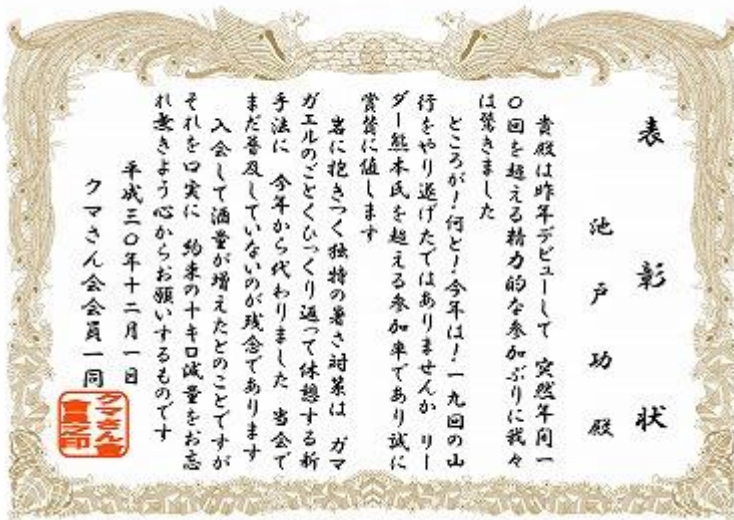 表彰状
池戸功殿
貴殿は昨年デビューして 突然年間一
〇回を超える精力的な参加ぶりに我々
は驚きました
ところが!何と!今年は!一九回の山
行をやり遂げたではありませんか リー
ダー熊本氏を超える参加率であり誠に
賞賛に値します
岩に抱きつく独特の暑さ対策は ガマ
ガエルのごとくひっくり返って休憩する新
手法に 今年から代わりました 当会で
まだ普及していないのが残念であります
入会して酒量が増えたとのことですが
それを口実に 約束の十キロ減量をお忘
れ無きよう心からお願いするものです
平成三〇年十二月一日
クマさん会会員一同
クマさん會
會員之印